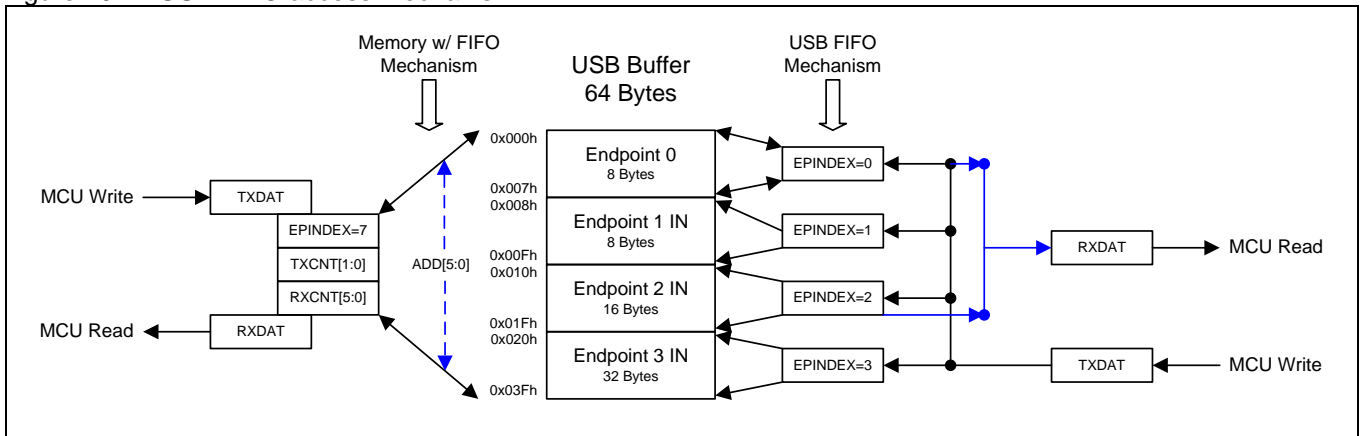 Memory w/ FIFO
Mechanism
USB Buffer
64 Bytes
USB FIFO
Mechanism
MCU Write
TXDAT
EPINDEX=7
TXCNT[1:0]
RXCNT[5:0]
RXDAT
MCU Read
ADD[5:0]
0x000h
0x007h
0x008h
0x00Fh
0x010h
0x01Fh
0x020h
0x03Fh
Endpoint 0
8 Bytes
Endpoint 1 IN
8 Bytes
Endpoint 2 IN
16 Bytes
Endpoint 3 IN
32 Bytes
EPINDEX=0
EPINDEX=1
EPINDEX=2
EPINDEX=3
RXDAT
MCU Read
TXDAT
MCU Write